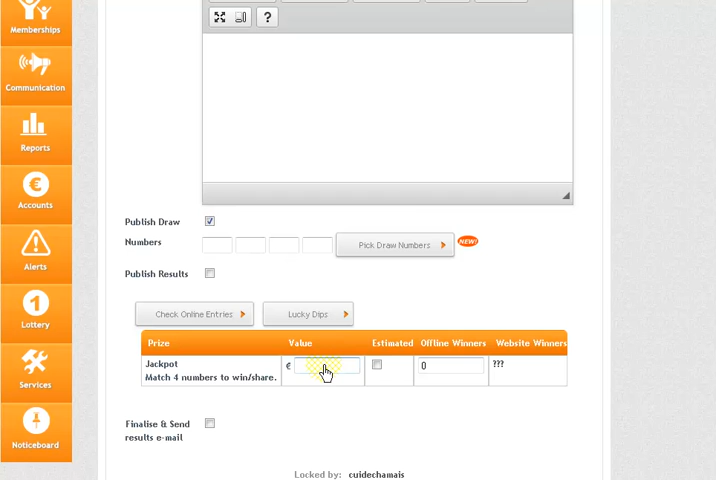 Memberships
Communication
Reports
Accounts
Alerts
Lottery
Services
Noticeboard
?
€
1
Publish Draw
Numbers
Pick Draw Numbers
NEW!
Publish Results
Check Online Entries
Lucky Dips
Prize Value Estimated Offline Winners Website Winners
Jackpot € 0 ???
Match 4 numbers to win/share.
Finalise & Send
results e-mail
Locked by: cuidechamais